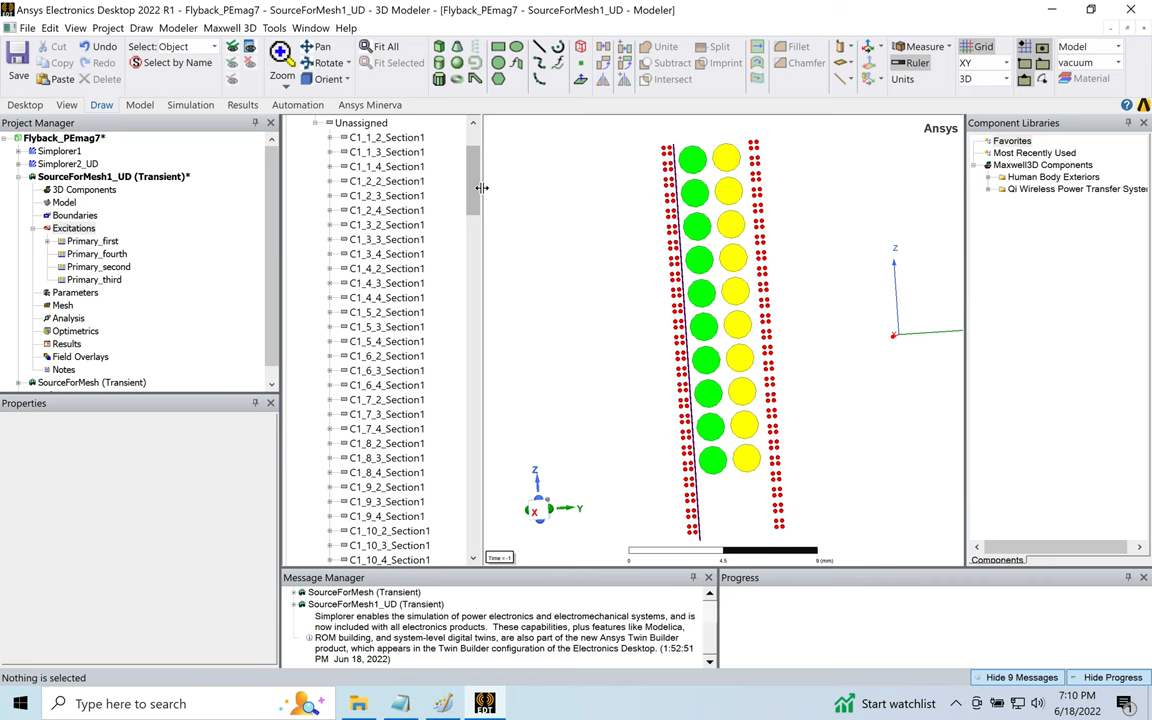 Ansys Electronics Desktop 2022 R1 - Flyback_PEmag7 - SourceForMesh1_UD - 3D Modeler - [Flyback_PEmag7 - SourceForMesh1_UD - Modeler]
File Edit View Project Draw Modeler Maxwell 3D Tools Window Help
Save
Cut Undo
Copy Redo
Paste Delete
Select: Object
Select by Name
Zoom
Pan
Rotate
Orient
Fit All
Fit Selected
Unite Split
Subtract Imprint
Intersect
Fillet
Chamfer
Measure Grid
Ruler
Units
XY
3D
Model
vacuum
Material
Desktop View Draw Model Simulation Results Automation Ansys Minerva
Project Manager
Flyback_PEmag7*
Simplorer1
Simplorer2_UD
SourceForMesh1_UD (Transient)*
3D Components
Model
Boundaries
Excitations
Primary_first
Primary_fourth
Primary_second
Primary_third
Parameters
Mesh
Analysis
Optimetrics
Results
Field Overlays
Notes
SourceForMesh (Transient)
Properties
Unassigned
C1_1_2_Section1
C1_1_3_Section1
C1_1_4_Section1
C1_2_2_Section1
C1_2_3_Section1
C1_2_4_Section1
C1_3_2_Section1
C1_3_3_Section1
C1_3_4_Section1
C1_4_2_Section1
C1_4_3_Section1
C1_4_4_Section1
C1_5_2_Section1
C1_5_3_Section1
C1_5_4_Section1
C1_6_2_Section1
C1_6_3_Section1
C1_6_4_Section1
C1_7_2_Section1
C1_7_3_Section1
C1_7_4_Section1
C1_8_2_Section1
C1_8_3_Section1
C1_8_4_Section1
C1_9_2_Section1
C1_9_3_Section1
C1_9_4_Section1
C1_10_2_Section1
C1_10_3_Section1
C1_10_4_Section1
Ansys
Z
X
Z
Y
X
Time = -1
0 4.5 9 (mm)
Component Libraries
Favorites
Most Recently Used
Maxwell3D Components
Human Body Exteriors
Qi Wireless Power Transfer Syste
Components
Message Manager
SourceForMesh (Transient)
SourceForMesh1_UD (Transient)
Simplorer enables the simulation of power electronics and electromechanical systems, and is
now included with all electronics products. These capabilities, plus features like Modelica,
ROM building, and system-level digital twins, are also part of the new Ansys Twin Builder
product, which appears in the Twin Builder configuration of the Electronics Desktop. (1:52:51
PM Jun 18, 2022)
Progress
Nothing is selected
Hide 9 Messages Hide Progress
Type here to search
EDT
Start watchlist
7:10 PM
6/18/2022
1